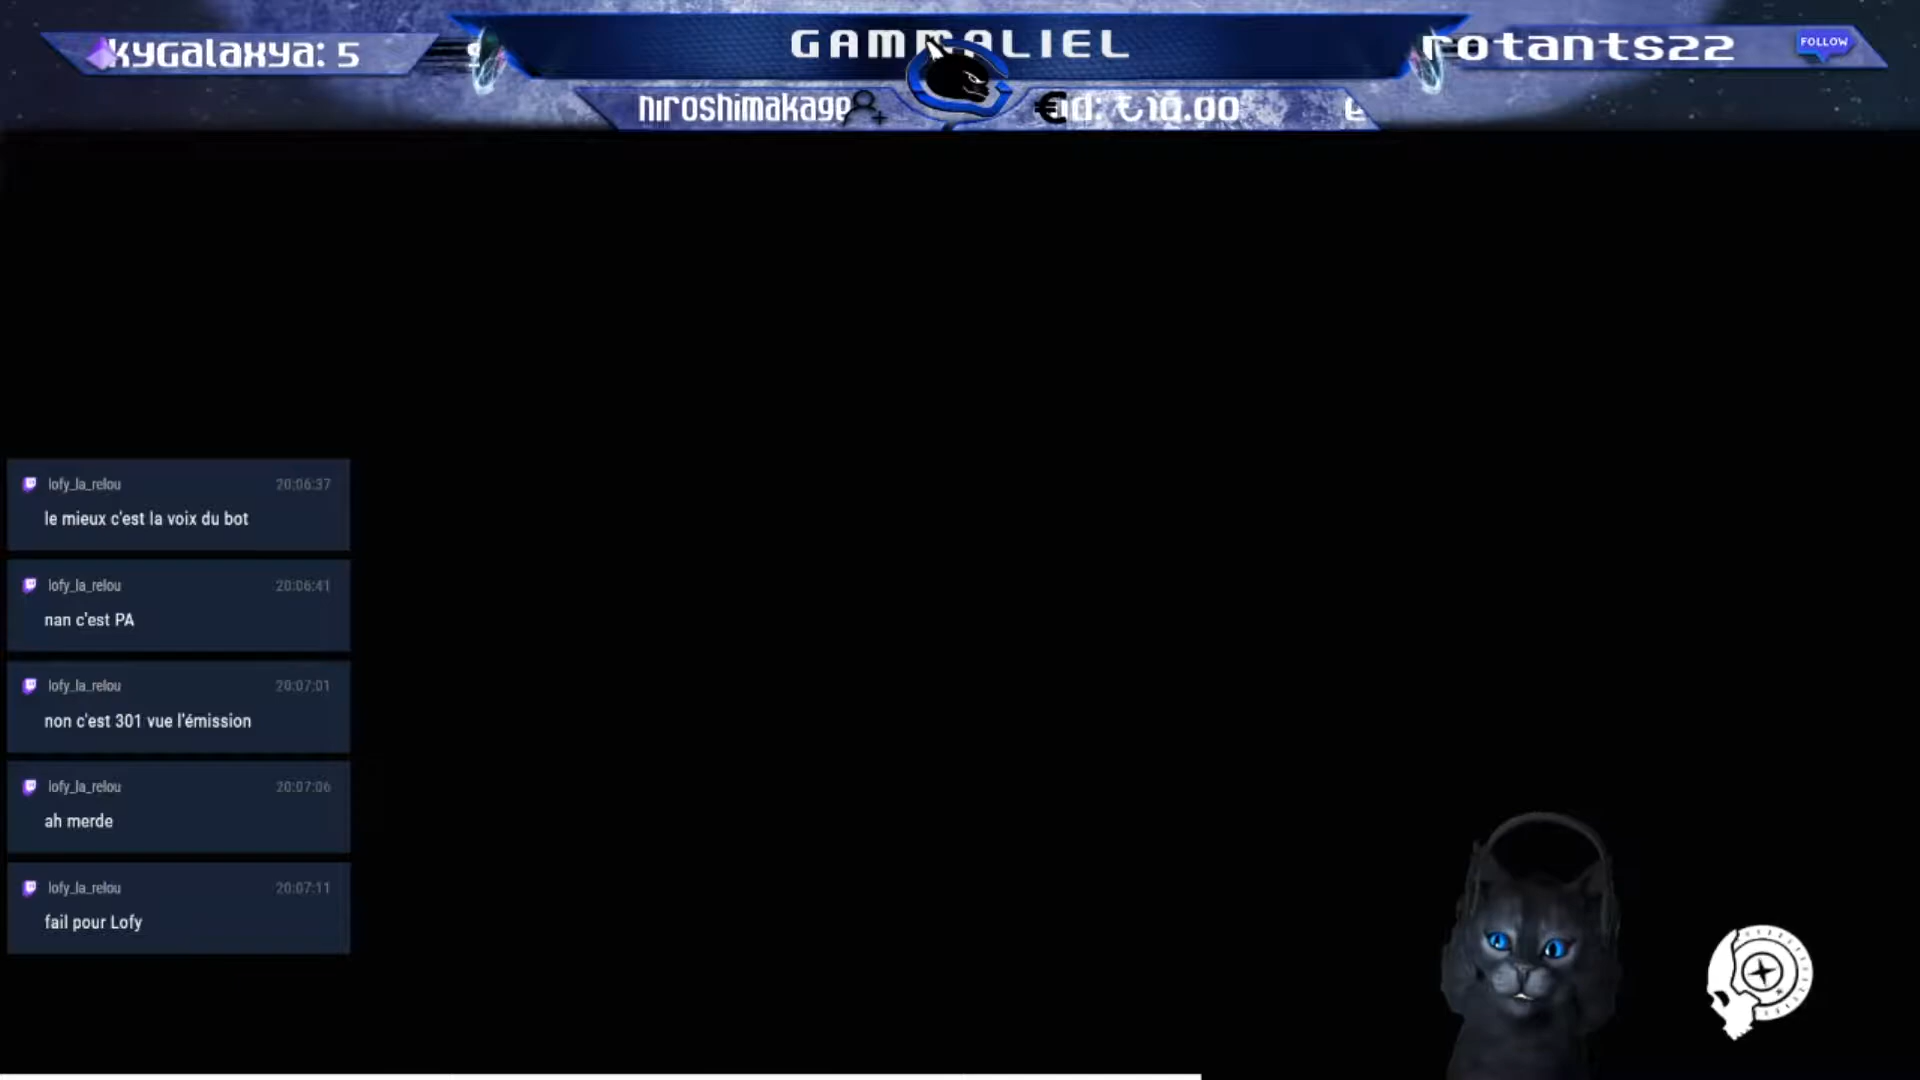 kyGalaxya: 5
GAMMALIEL
rotants22
FOLLOW
hiroshimakage
€10.00
lofy_la_relou 20:06:37
le mieux c'est la voix du bot
lofy_la_relou 20:06:41
nan c'est PA
lofy_la_relou 20:07:01
non c'est 301 vue l'émission
lofy_la_relou 20:07:06
ah merde
lofy_la_relou 20:07:11
fail pour Lofy